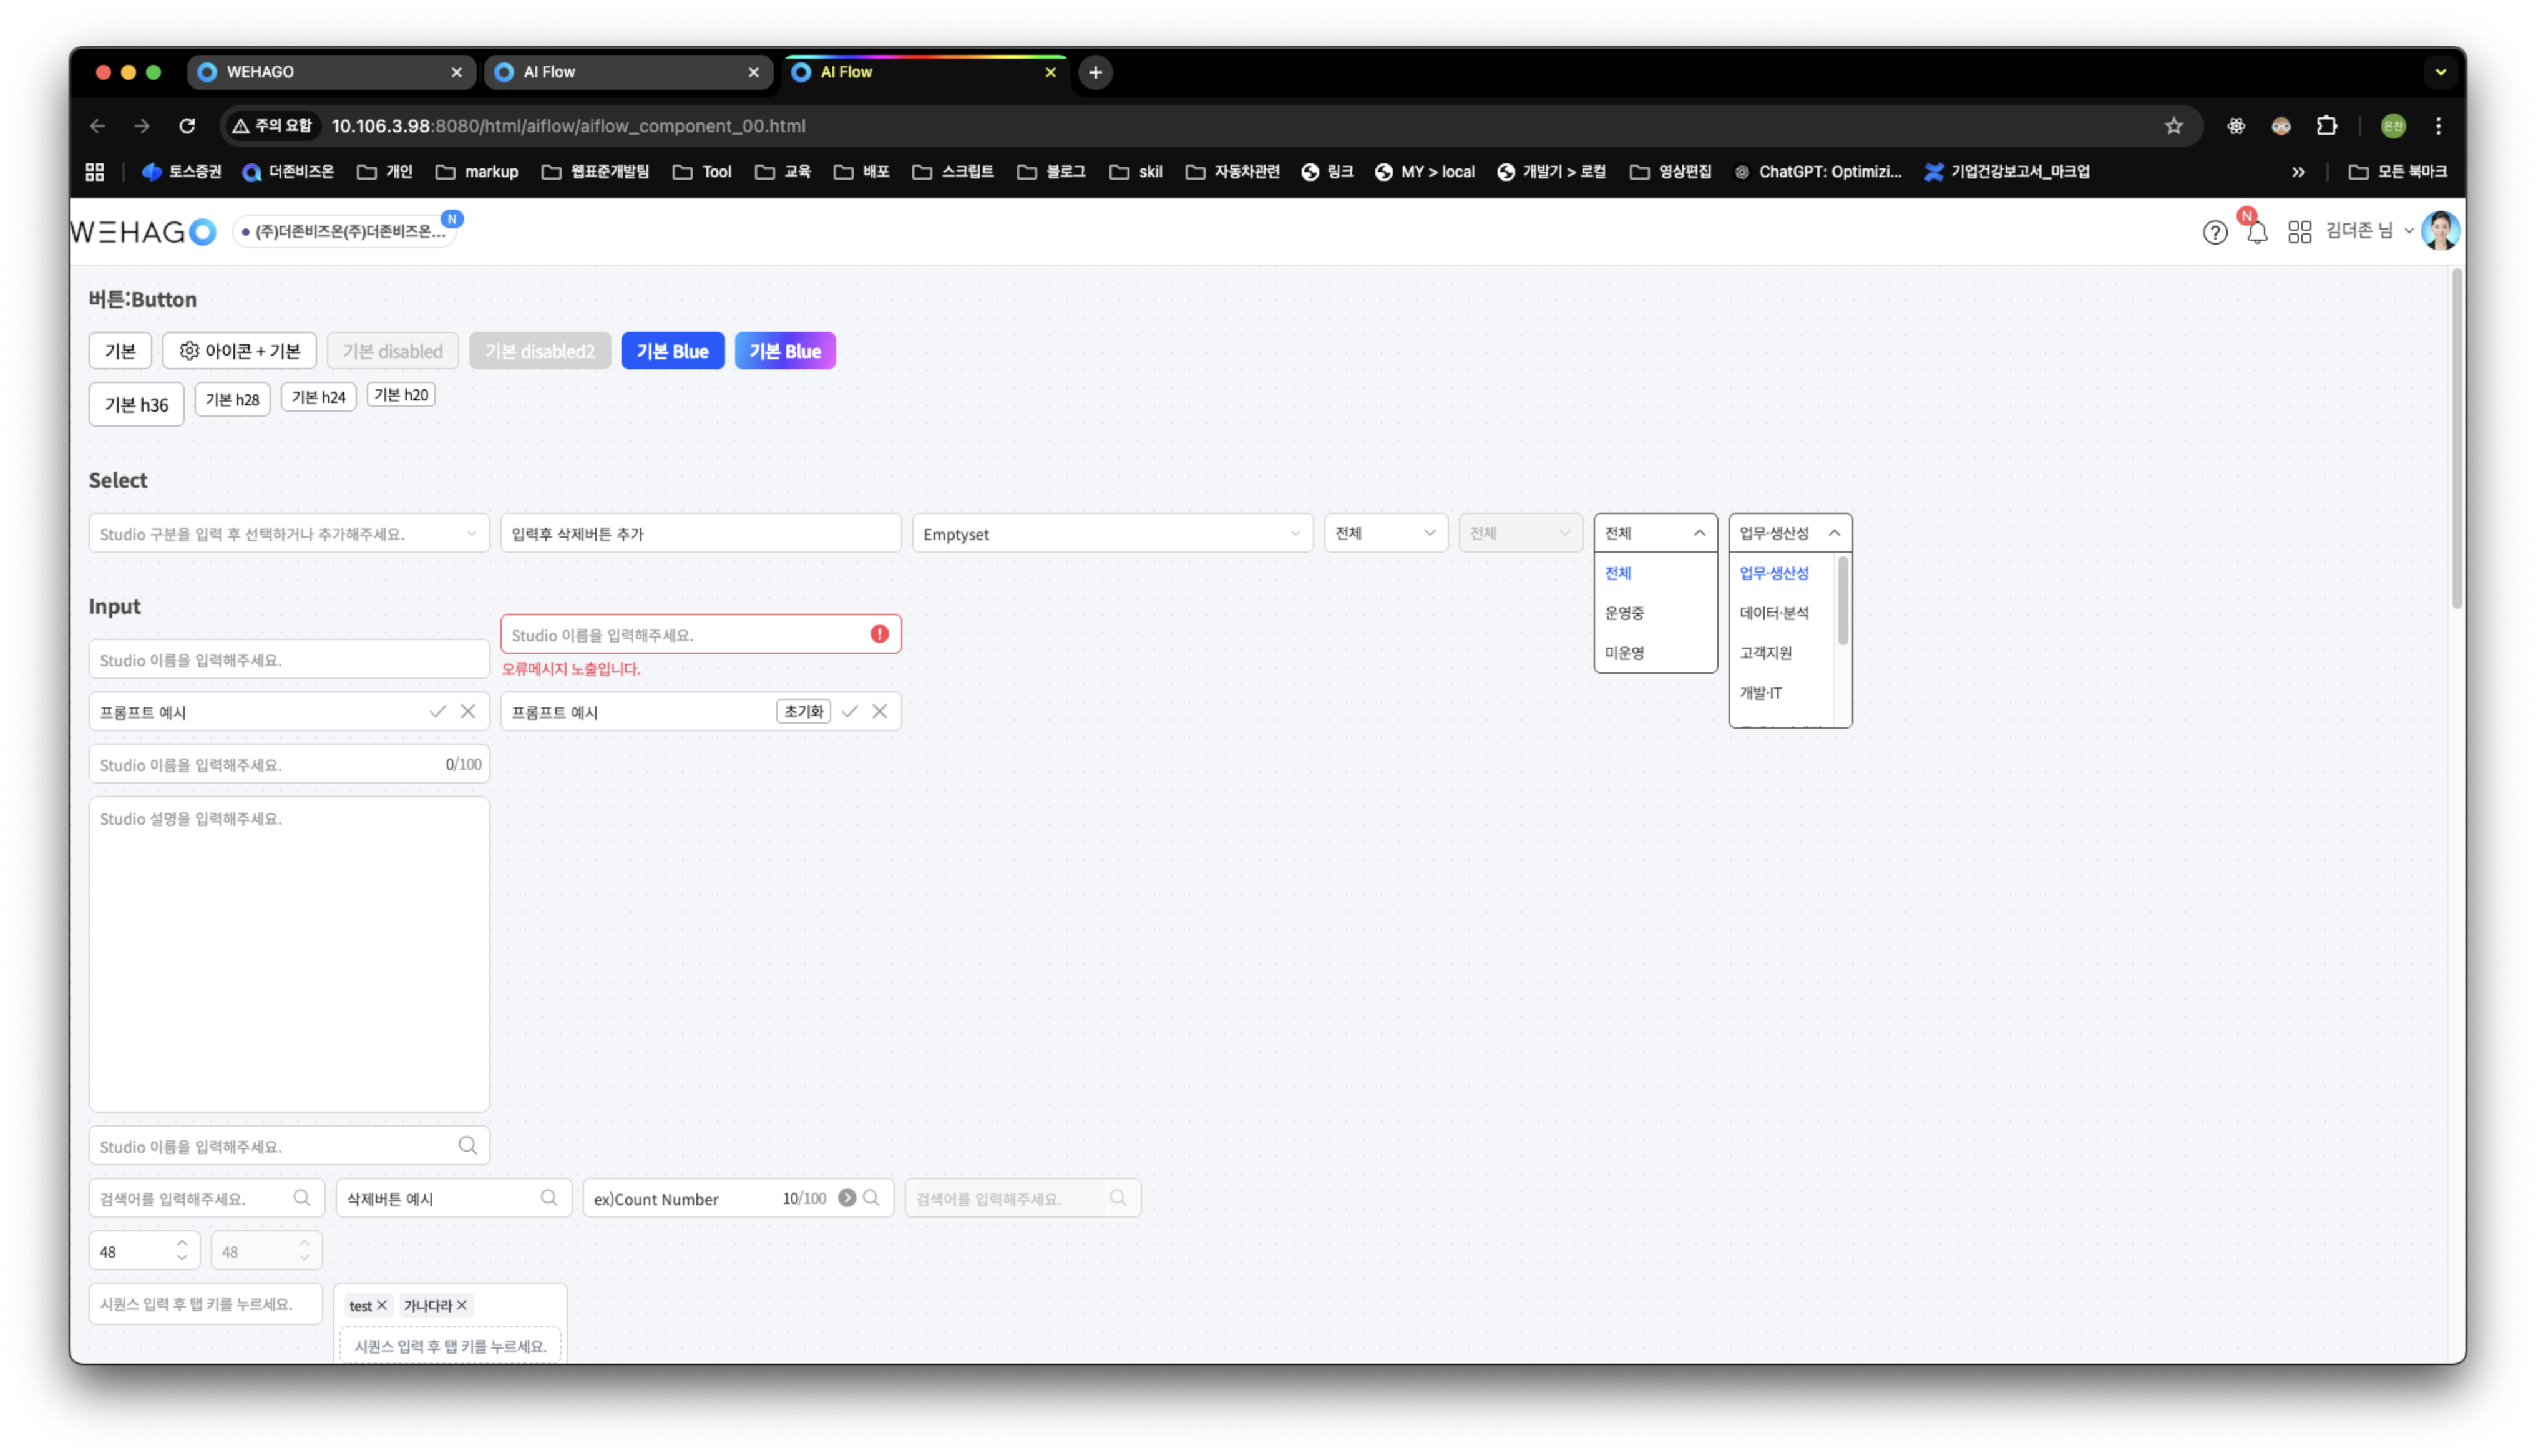 WEHAGO
AI Flow
AI Flow
주의 요함 10.106.3.98:8080/html/aiflow/aiflow_component_00.html
은찬
토스증권 더존비즈온 개인 markup 웹표준개발팀 Tool 교육 배포 스크립트 블로그 skil 자동차관련 링크 MY > local 개발기 > 로컬 영상편집 ChatGPT: Optimizi... 기업건강보고서_마크업 » 모든 북마크
WEHAGO (주)더존비즈온(주)더존비즈온... N
N 김더존 님
버튼:Button
기본 아이콘 + 기본 기본 disabled 기본 disabled2 기본 Blue 기본 Blue
기본 h36 기본 h28 기본 h24 기본 h20
Select
Studio 구분을 입력 후 선택하거나 추가해주세요. 입력후 삭제버튼 추가 Emptyset 전체 전체 전체 업무·생산성
전체 업무·생산성
운영중 데이터·분석
미운영 고객지원
개발·IT
Input
Studio 이름을 입력해주세요.
Studio 이름을 입력해주세요.
오류메시지 노출입니다.
프롬프트 예시 프롬프트 예시 초기화
Studio 이름을 입력해주세요. 0/100
Studio 설명을 입력해주세요.
Studio 이름을 입력해주세요.
검색어를 입력해주세요. 삭제버튼 예시 ex)Count Number 10/100 검색어를 입력해주세요.
48 48
시퀀스 입력 후 탭 키를 누르세요. test 가나다라
시퀀스 입력 후 탭 키를 누르세요.